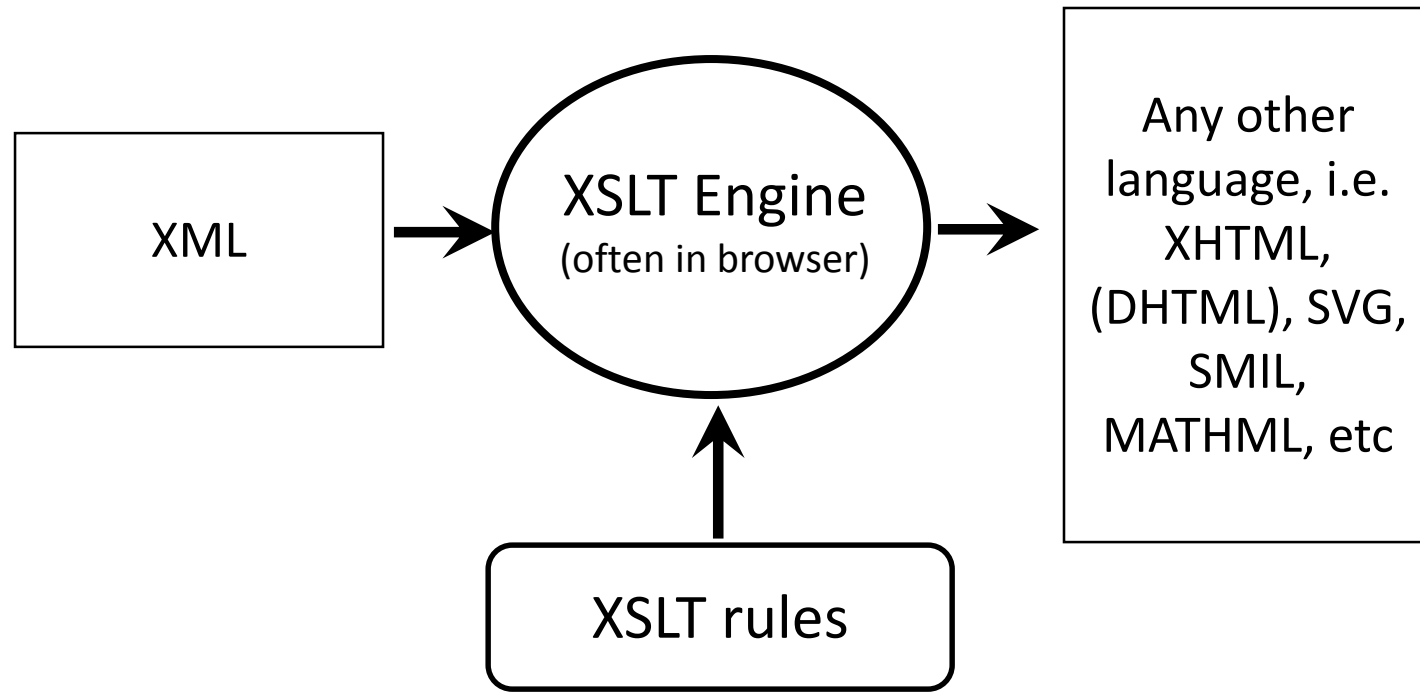 XML
XSLT Engine
(often in browser)
Any other
language, i.e.
XHTML,
(DHTML), SVG,
SMIL,
MATHML, etc
XSLT rules